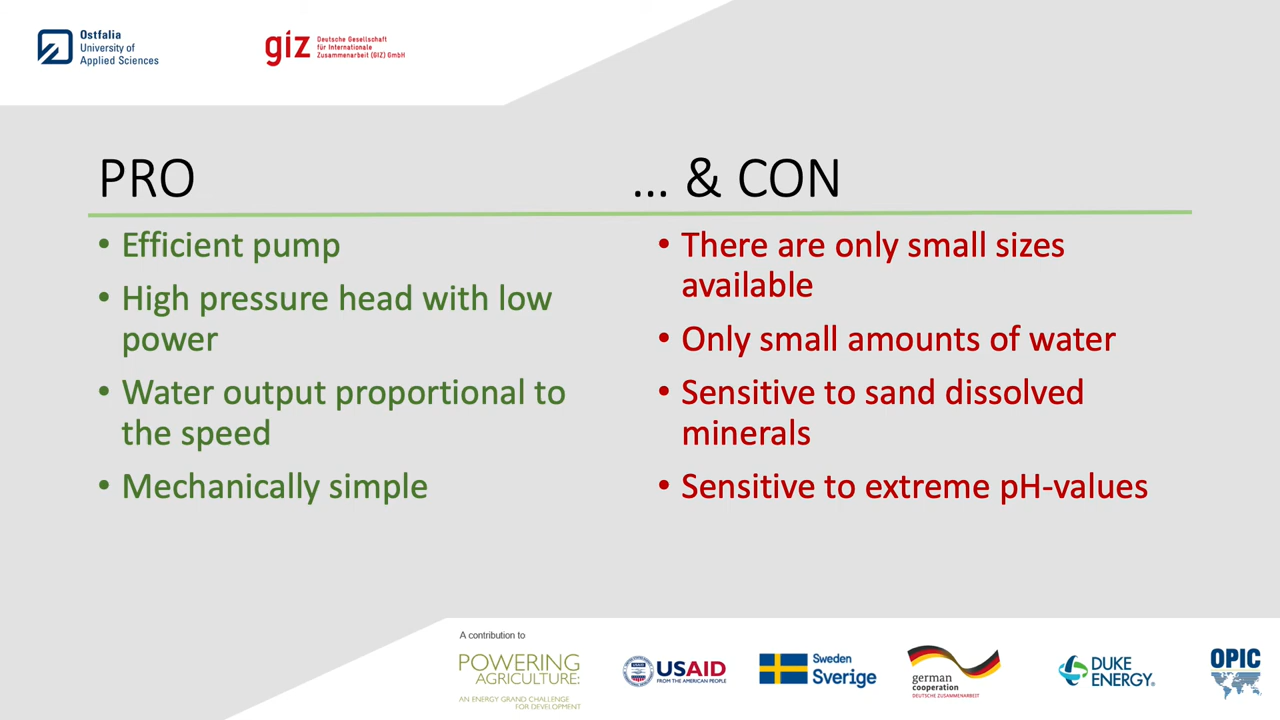 Ostfalia
University of
Applied Sciences
giz
Deutsche Gesellschaft
für Internationale
Zusammenarbeit (GIZ) GmbH
PRO
... & CON
• Efficient pump
• High pressure head with low
power
• Water output proportional to
the speed
• Mechanically simple
• There are only small sizes
available
• Only small amounts of water
• Sensitive to sand dissolved
minerals
• Sensitive to extreme pH-values
A contribution to
POWERING
AGRICULTURE:
AN ENERGY GRAND CHALLENGE
FOR DEVELOPMENT
USAID
FROM THE AMERICAN PEOPLE
Sweden
Sverige
german
cooperation
DEUTSCHE ZUSAMMENARBEIT
DUKE
ENERGY®
OPIC